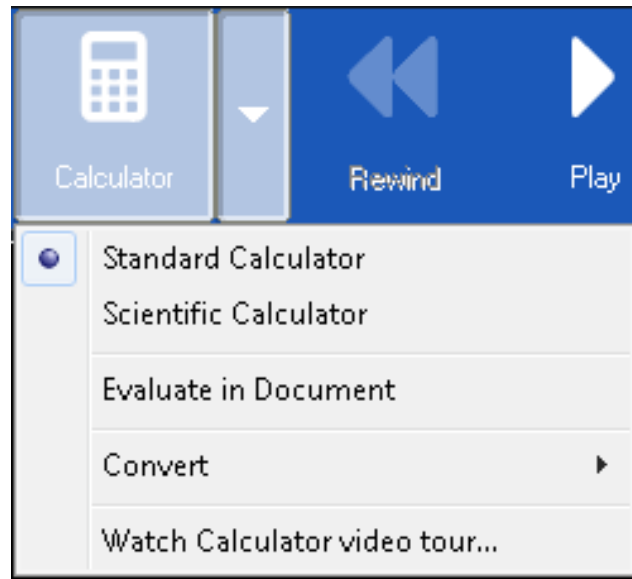 Calculator
Rewind
Play
Standard Calculator
Scientific Calculator
Evaluate in Document
Convert
Watch Calculator video tour...